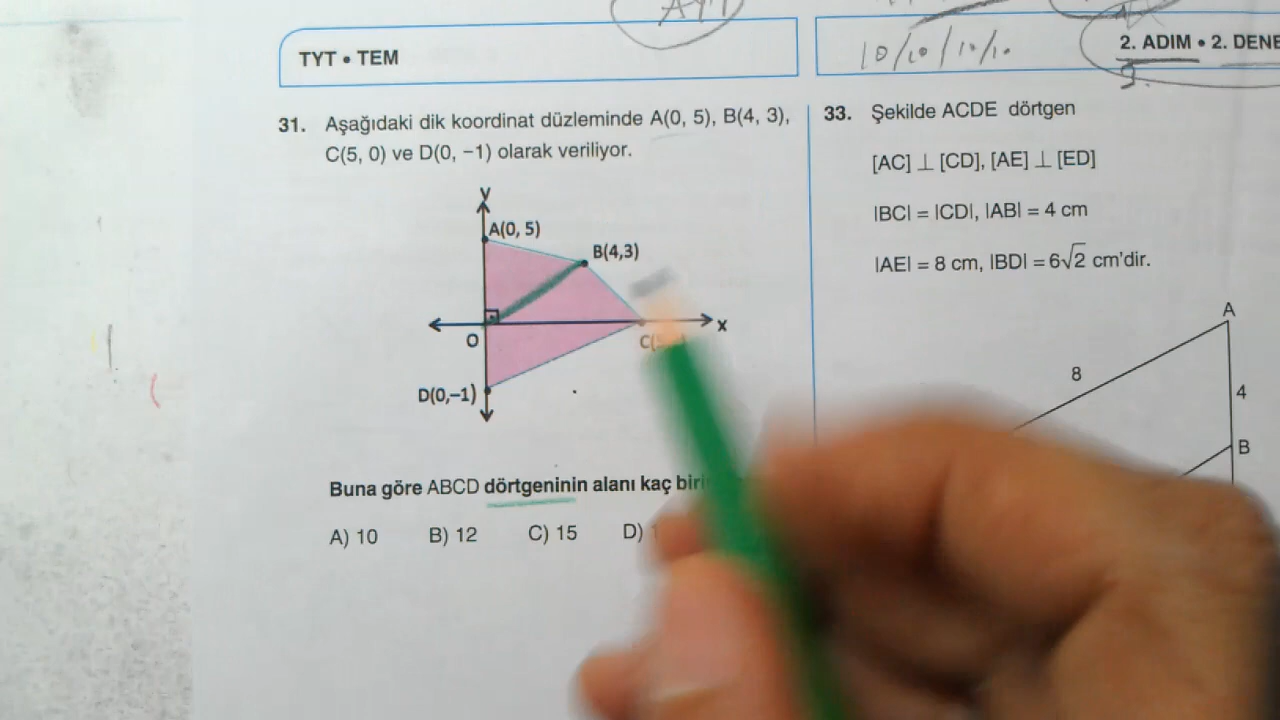 TYT • TEM
10/10/10/10
2. ADIM • 2. DENE
31. Aşağıdaki dik koordinat düzleminde A(0, 5), B(4, 3),
C(5, 0) ve D(0, −1) olarak veriliyor.
y
A(0, 5)
B(4,3)
x
O
D(0,−1)
Buna göre ABCD dörtgeninin alanı kaç
A) 10 B) 12 C) 15 D)
33. Şekilde ACDE dörtgen
[AC] ⊥ [CD], [AE] ⊥ [ED]
|BC| = |CD|, |AB| = 4 cm
|AE| = 8 cm, |BD| = 6√2 cm'dir.
A
8
4
B